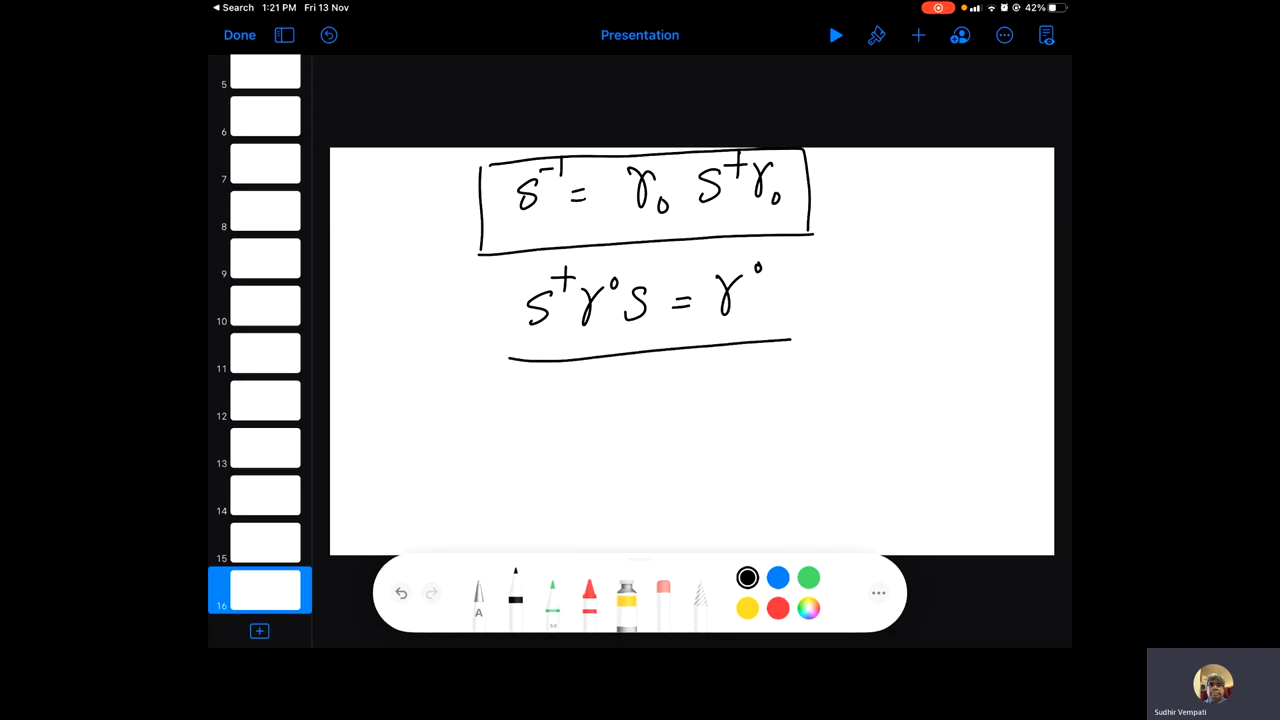 Search 1:21 PM Fri 13 Nov 42%
Done Presentation
5
6
7
8
9
10
11
12
13
14
15
16
S⁻¹ = γ₀ S†γ₀
S†γ⁰S = γ⁰
A
Sudhir Vempati